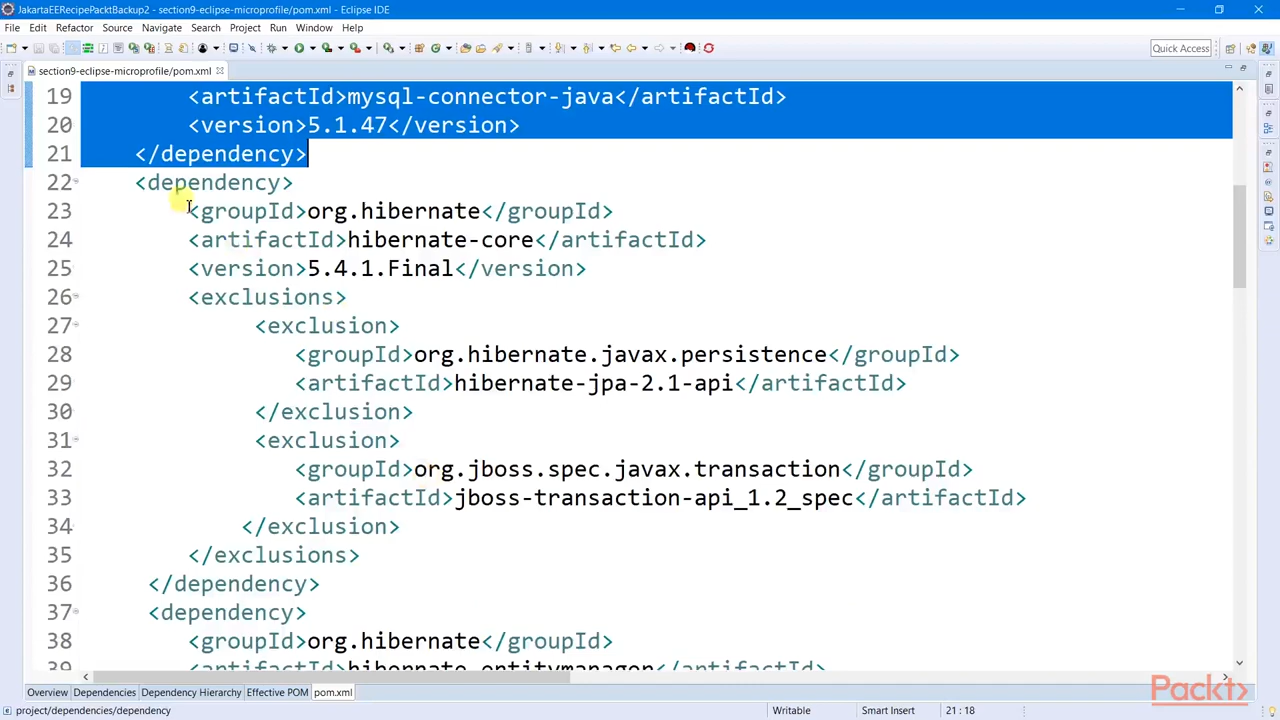 JakartaEERecipePacktBackup2 - section9-eclipse-microprofile/pom.xml - Eclipse IDE
File Edit Refactor Source Navigate Search Project Run Window Help
Quick Access
section9-eclipse-microprofile/pom.xml
19 <artifactId>mysql-connector-java</artifactId>
20 <version>5.1.47</version>
21 </dependency>
22 <dependency>
23 <groupId>org.hibernate</groupId>
24 <artifactId>hibernate-core</artifactId>
25 <version>5.4.1.Final</version>
26 <exclusions>
27 <exclusion>
28 <groupId>org.hibernate.javax.persistence</groupId>
29 <artifactId>hibernate-jpa-2.1-api</artifactId>
30 </exclusion>
31 <exclusion>
32 <groupId>org.jboss.spec.javax.transaction</groupId>
33 <artifactId>jboss-transaction-api_1.2_spec</artifactId>
34 </exclusion>
35 </exclusions>
36 </dependency>
37 <dependency>
38 <groupId>org.hibernate</groupId>
39 <artifactId>hibernate-entitymanager</artifactId>
Overview Dependencies Dependency Hierarchy Effective POM pom.xml
Packt>
project/dependencies/dependency Writable Smart Insert 21 : 18